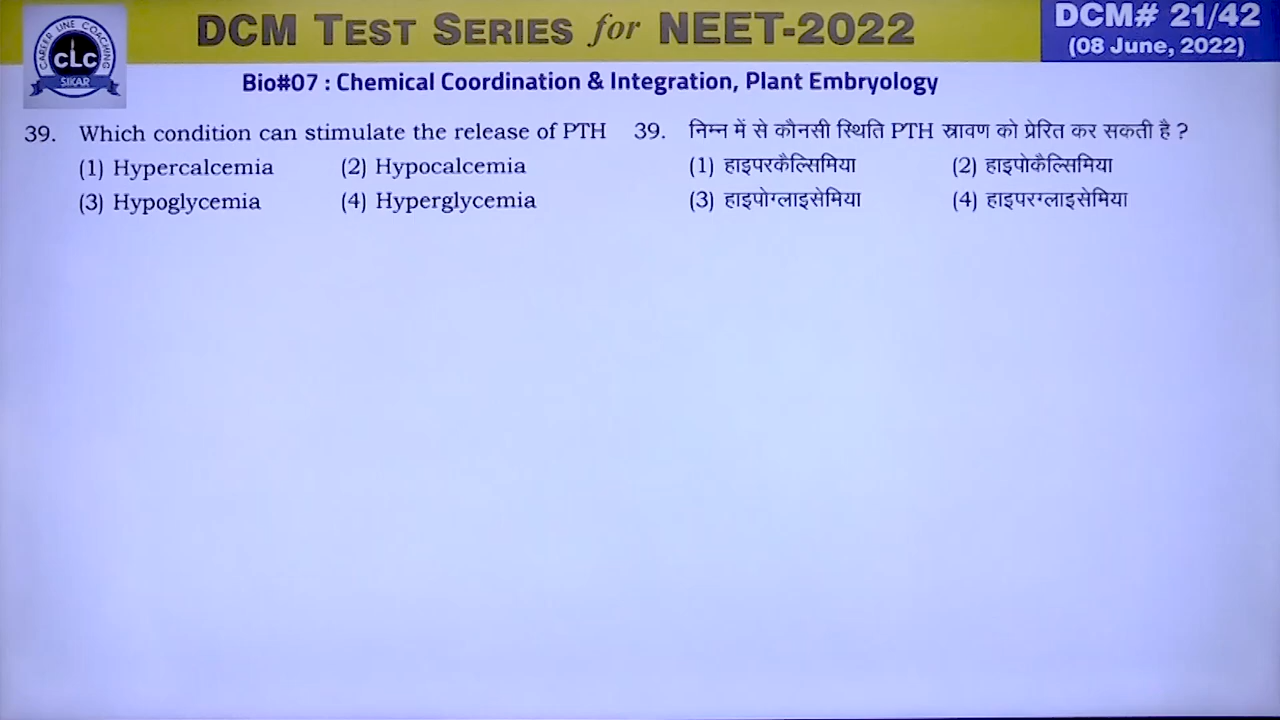 CAREER LINE COACHING
cLc
SIKAR
DCM TEST SERIES for NEET-2022
DCM# 21/42
(08 June, 2022)
Bio#07 : Chemical Coordination & Integration, Plant Embryology
39. Which condition can stimulate the release of PTH
(1) Hypercalcemia (2) Hypocalcemia
(3) Hypoglycemia (4) Hyperglycemia
39. निम्न में से कौनसी स्थिति PTH स्रावण को प्रेरित कर सकती है ?
(1) हाइपरकैल्सिमिया (2) हाइपोकैल्सिमिया
(3) हाइपोग्लाइसेमिया (4) हाइपरग्लाइसेमिया